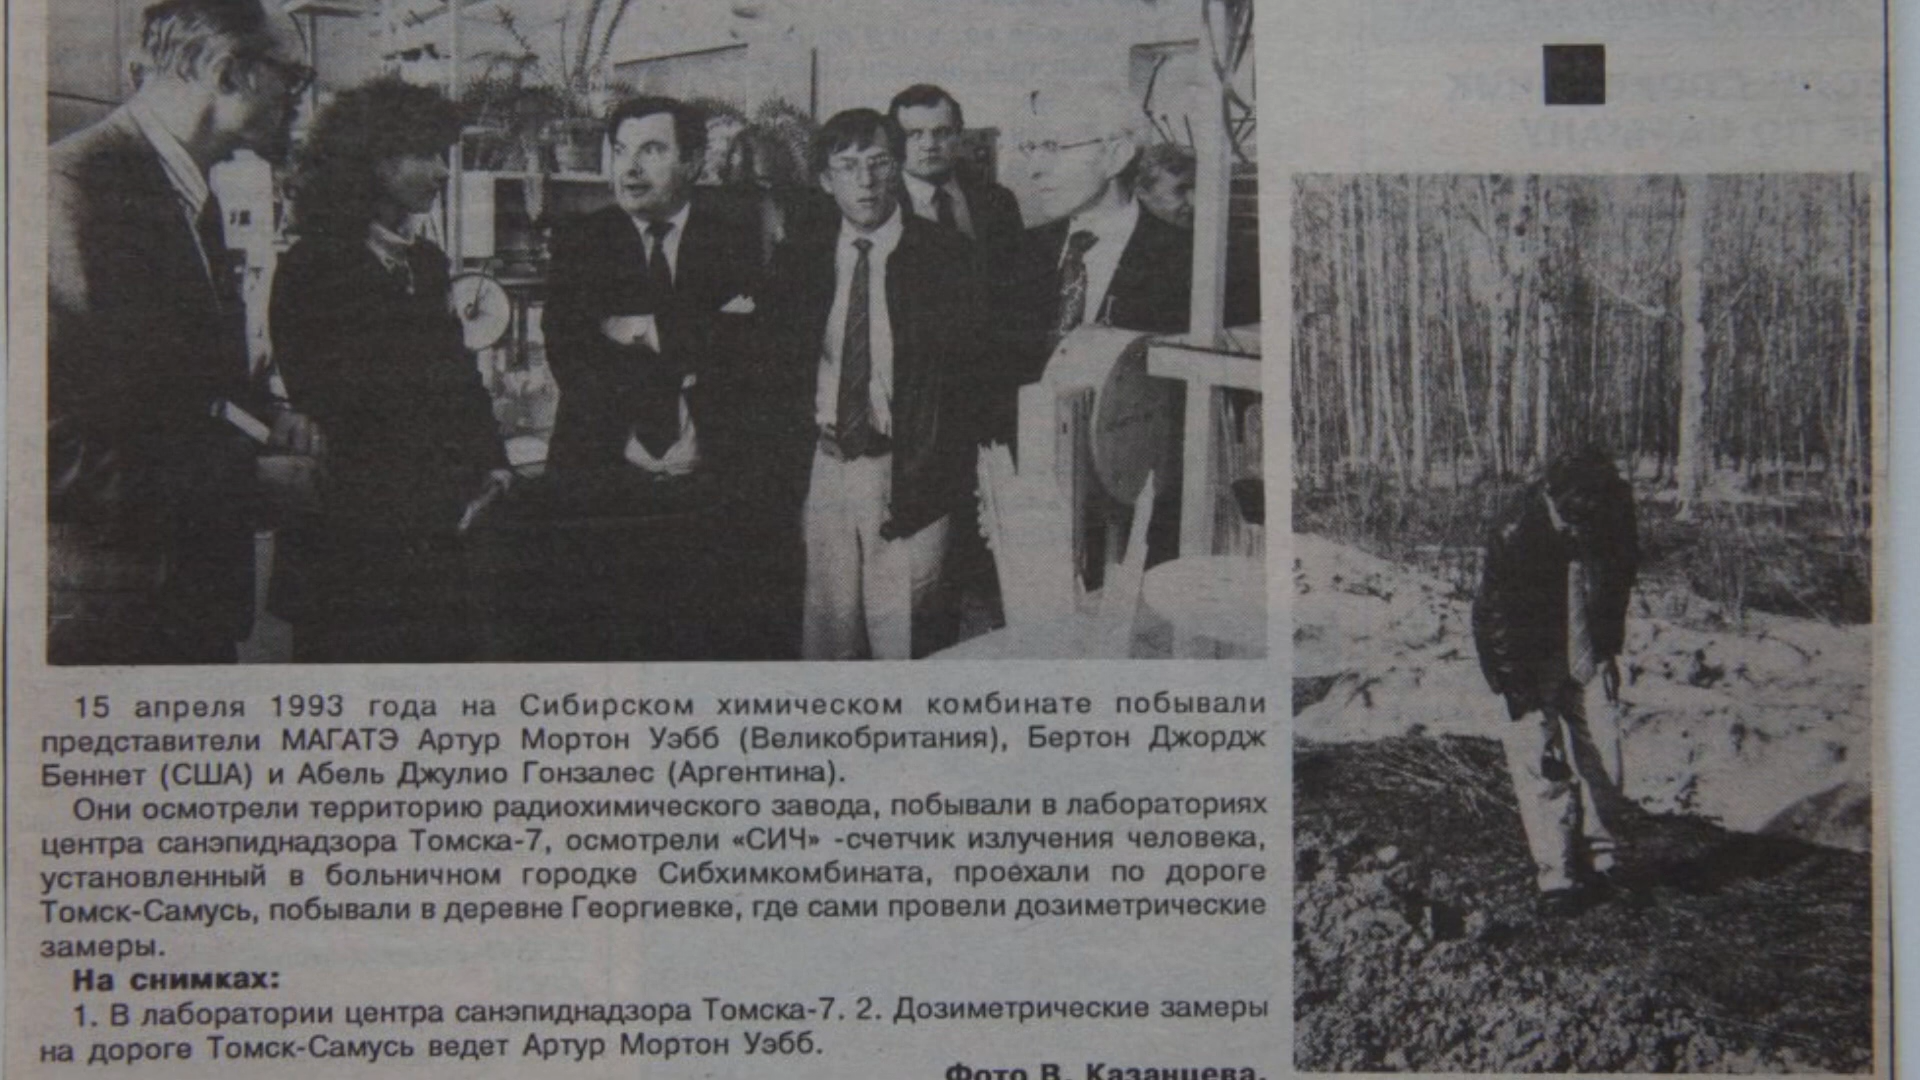 15 апреля 1993 года на Сибирском химическом комбинате побывали
представители МАГАТЭ Артур Мортон Уэбб (Великобритания), Бертон Джордж
Беннет (США) и Абель Джулио Гонзалес (Аргентина).
Они осмотрели территорию радиохимического завода, побывали в лабораториях
центра санэпиднадзора Томска-7, осмотрели «СИЧ» -счетчик излучения человека,
установленный в больничном городке Сибхимкомбината, проехали по дороге
Томск-Самусь, побывали в деревне Георгиевке, где сами провели дозиметрические
замеры.
На снимках:
1. В лаборатории центра санэпиднадзора Томска-7. 2. Дозиметрические замеры
на дороге Томск-Самусь ведет Артур Мортон Уэбб.
Фото В. Казанцева.